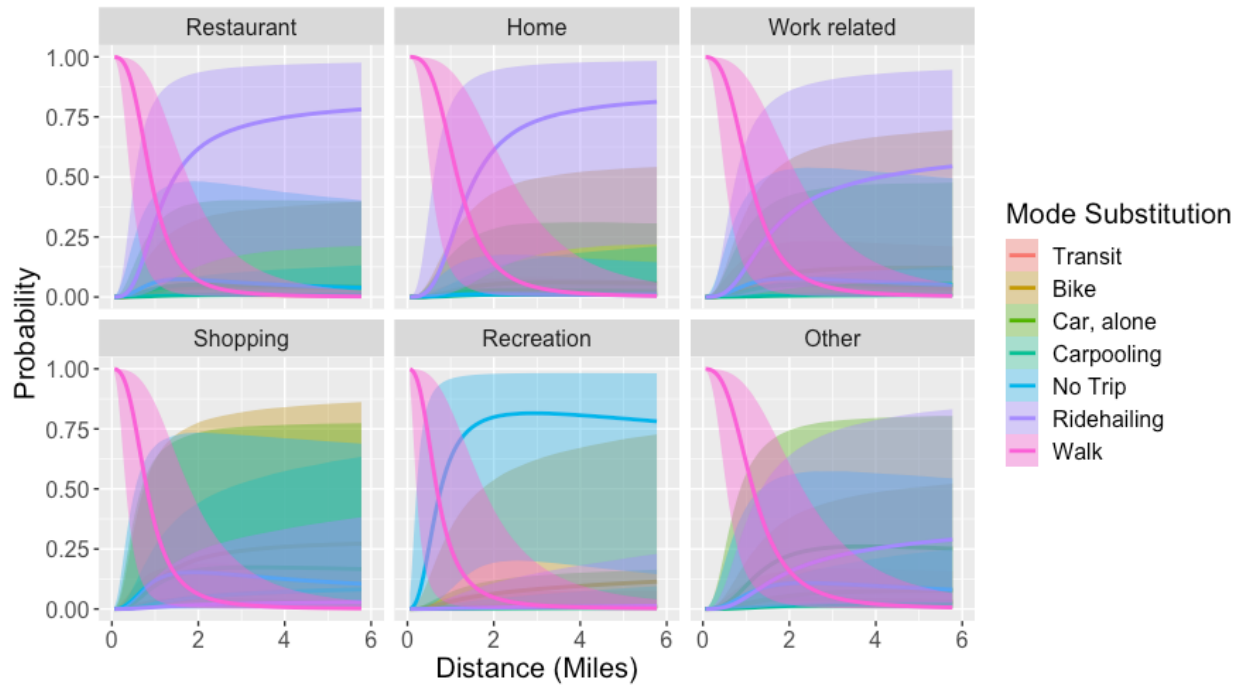 Restaurant Home Work related
1.00
0.75
0.50
0.25
0.00
Shopping Recreation Other
1.00
0.75
0.50
0.25
0.00
0 2 4 6 0 2 4 6 0 2 4 6
Distance (Miles)
Probability
Mode Substitution
Transit
Bike
Car, alone
Carpooling
No Trip
Ridehailing
Walk